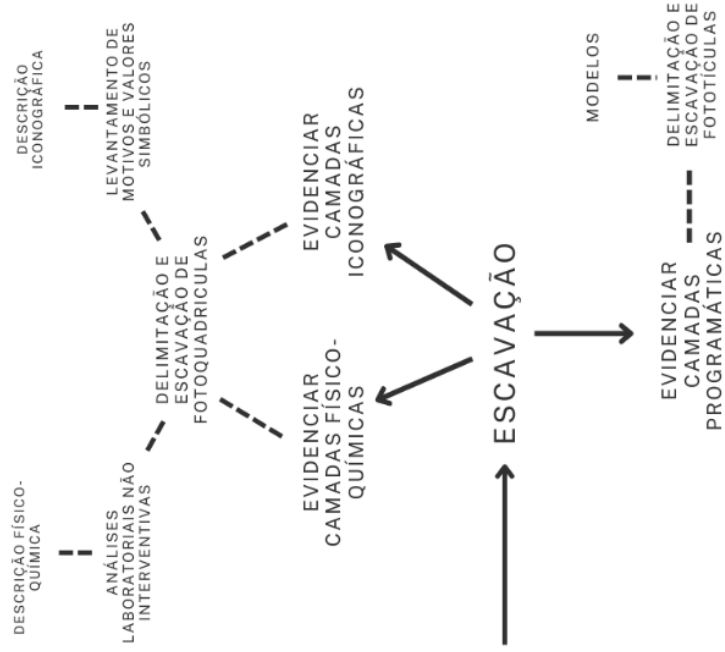 DESCRIÇÃO FÍSICO-
QUÍMICA
ANÁLISES
LABORATORIAIS NÃO
INTERVENTIVAS
DESCRIÇÃO
ICONOGRÁFICA
LEVANTAMENTO DE
MOTIVOS E VALORES
SIMBÓLICOS
DELIMITAÇÃO E
ESCAVAÇÃO DE
FOTOQUADRICULAS
EVIDENCIAR
CAMADAS FÍSICO-
QUÍMICAS
EVIDENCIAR
CAMADAS
ICONOGRÁFICAS
ESCAVAÇÃO
EVIDENCIAR
CAMADAS
PROGRAMÁTICAS
MODELOS
DELIMITAÇÃO E
ESCAVAÇÃO DE
FOTOTÍCULAS